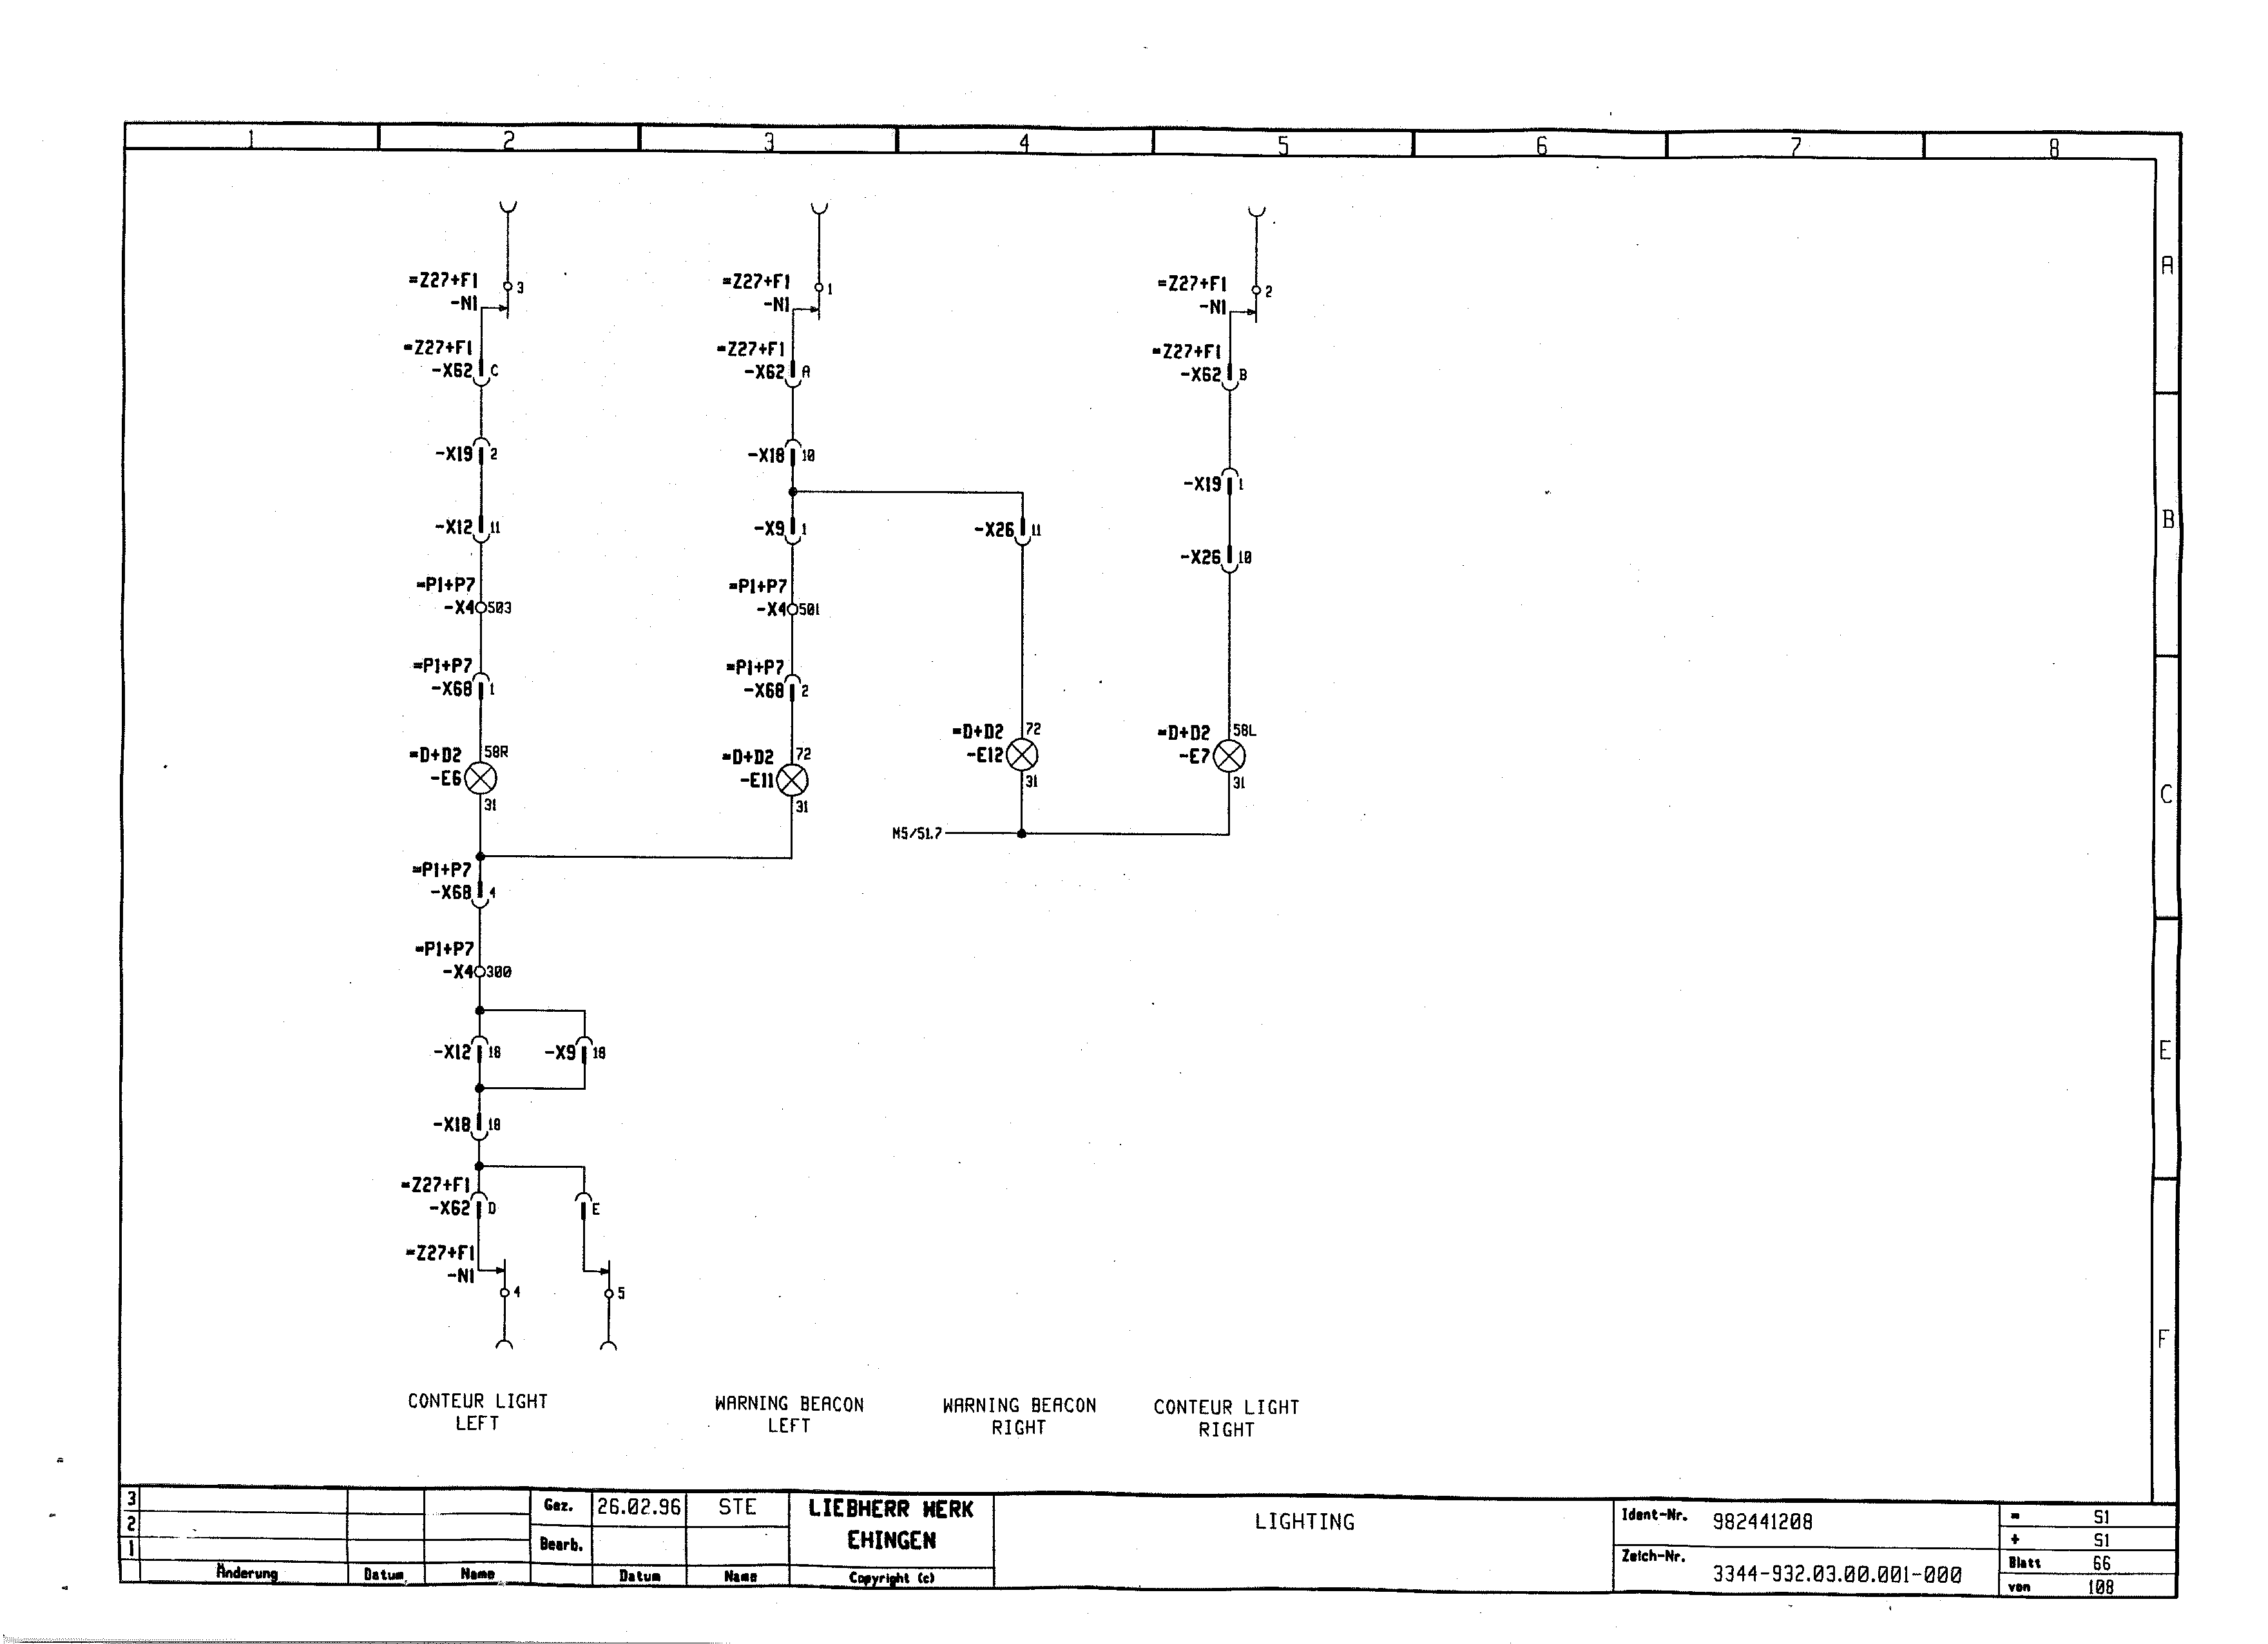 1 2 3 4 5 6 7 8
A
B
C
E
F
=Z27+F1
-N1
3
=Z27+F1
-X62 C
-X19 2
-X12 11
=P1+P7
-X4 503
=P1+P7
-X68 1
=D+D2 58R
-E6
31
=P1+P7
-X68 4
=P1+P7
-X4 300
-X12 18
-X9 18
-X18 18
=Z27+F1
-X62 D
E
=Z27+F1
-N1
4
5
=Z27+F1
-N1
1
=Z27+F1
-X62 A
-X18 10
-X9 1
=P1+P7
-X4 501
=P1+P7
-X68 2
=D+D2 72
-E11
31
-X26 11
=D+D2 72
-E12
31
M5/51.7
=Z27+F1
-N1
2
=Z27+F1
-X62 B
-X19 1
-X26 10
=D+D2 58L
-E7
31
CONTEUR LIGHT
LEFT
WARNING BEACON
LEFT
WARNING BEACON
RIGHT
CONTEUR LIGHT
RIGHT
3
2
1
Änderung Datum Name
Gez. 26.02.96 STE
Bearb.
Datum Name
LIEBHERR WERK
EHINGEN
Copyright (c)
LIGHTING
Ident-Nr. 982441208
Zeich-Nr. 3344-932.03.00.001-000
= S1
+ S1
Blatt 66
von 108